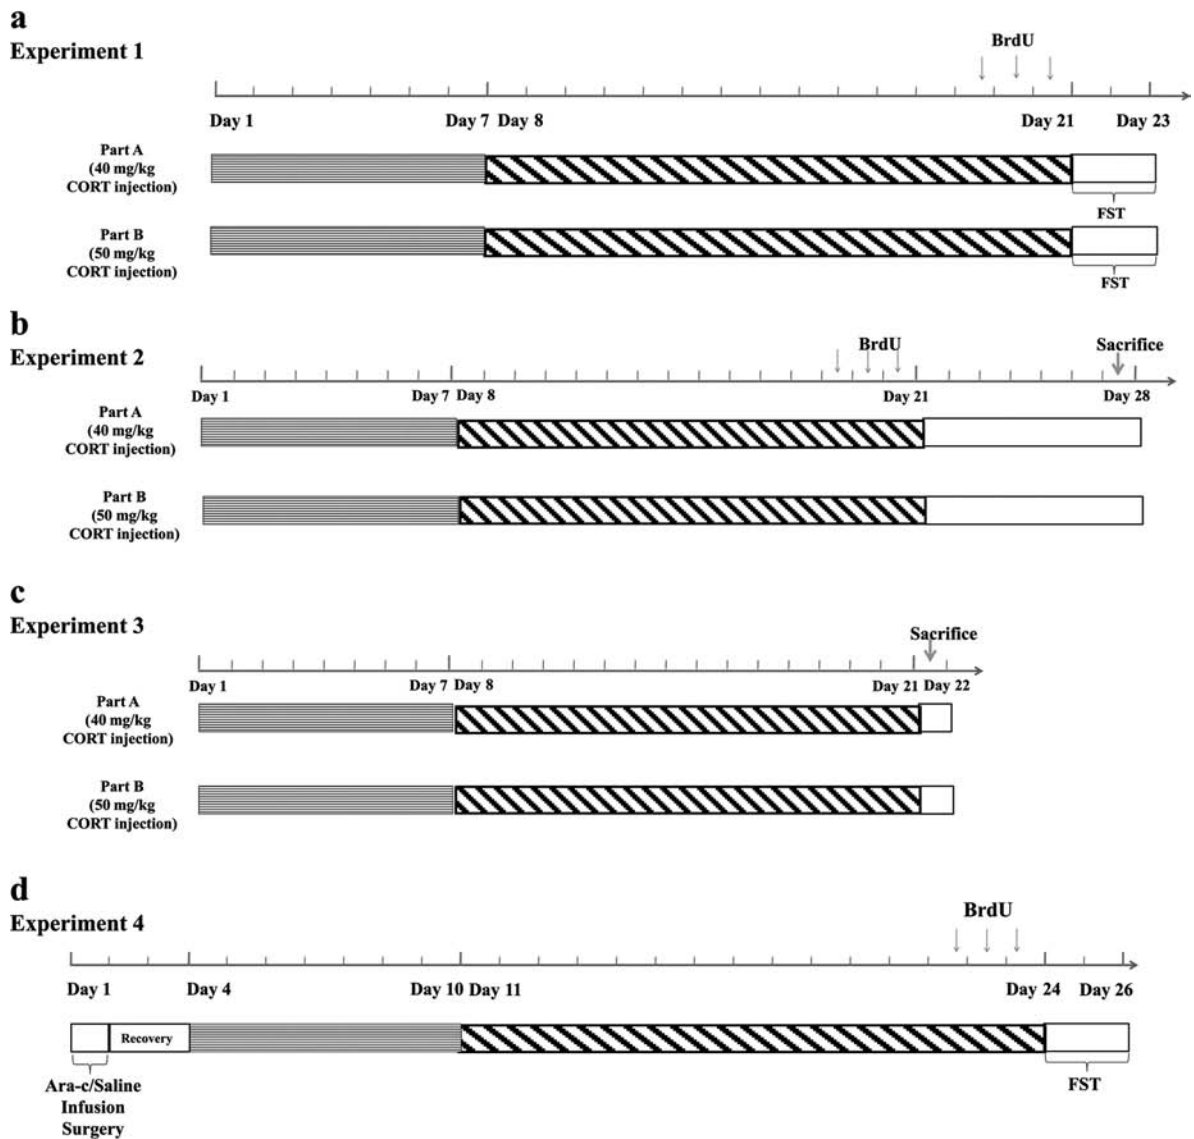 a
Experiment 1
BrdU
Day 1
Day 7
Day 8
Day 21
Day 23
Part A
(40 mg/kg
CORT injection)
FST
Part B
(50 mg/kg
CORT injection)
FST
b
Experiment 2
BrdU
Sacrifice
Day 1
Day 7
Day 8
Day 21
Day 28
Part A
(40 mg/kg
CORT injection)
Part B
(50 mg/kg
CORT injection)
c
Experiment 3
Sacrifice
Day 1
Day 7
Day 8
Day 21
Day 22
Part A
(40 mg/kg
CORT injection)
Part B
(50 mg/kg
CORT injection)
d
Experiment 4
BrdU
Day 1
Day 4
Day 10
Day 11
Day 24
Day 26
Recovery
Ara-c/Saline
Infusion
Surgery
FST